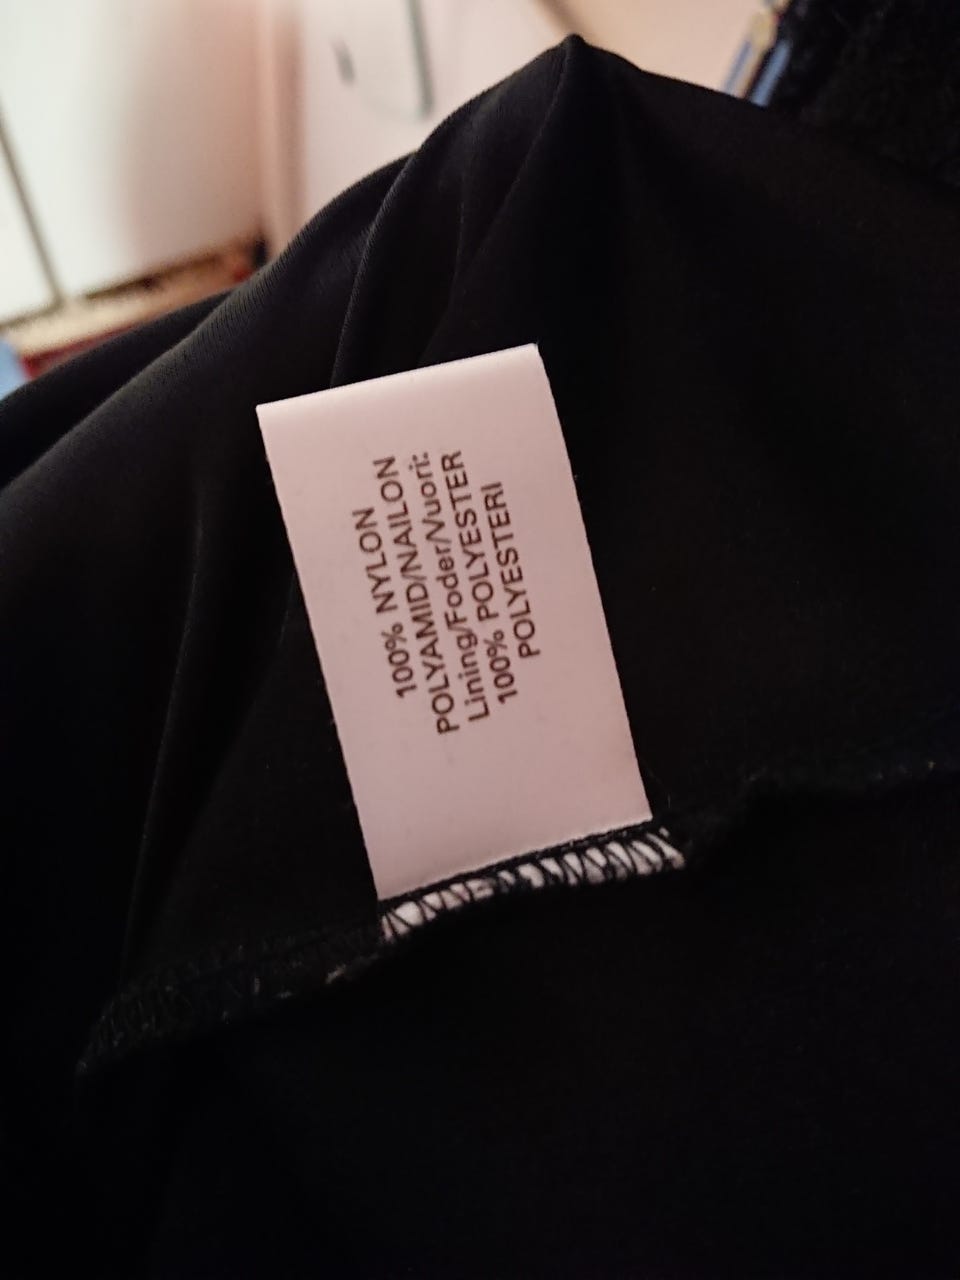 100% NYLON
POLYAMID/NAILON
Lining/Foder/Vuori:
100% POLYESTER
POLYESTERI